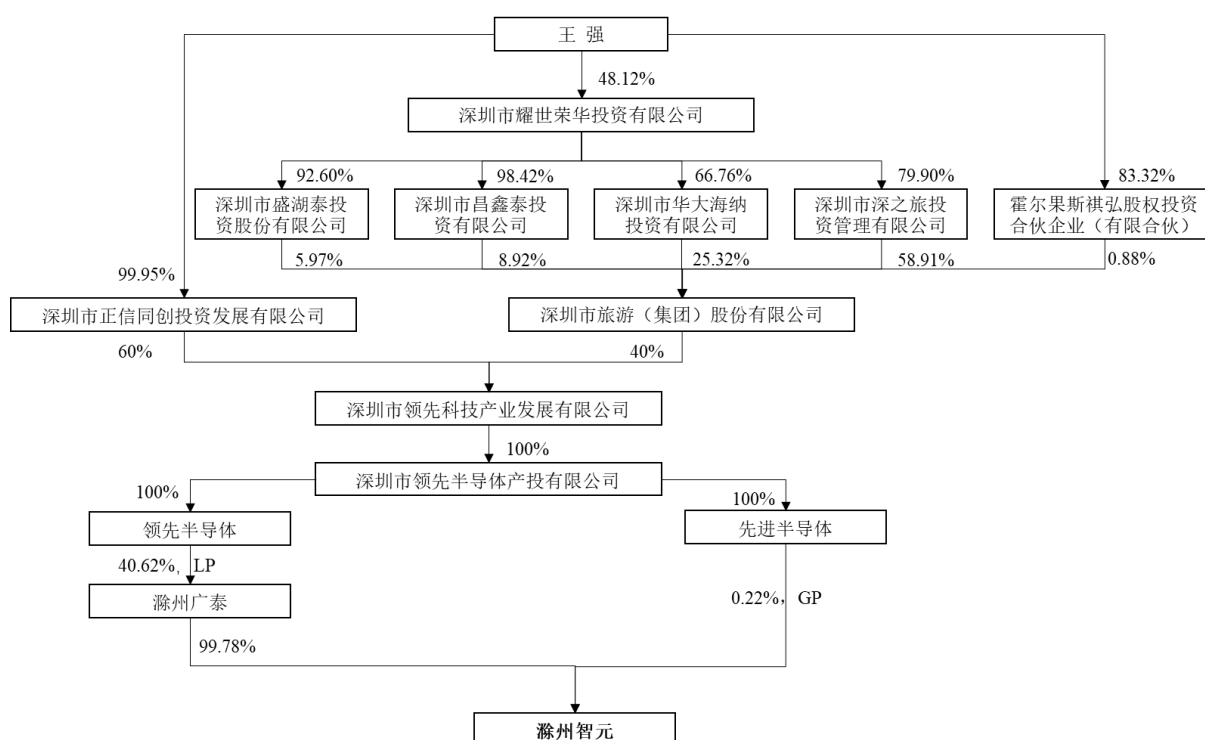 王 强
48.12%
深圳市耀世荣华投资有限公司
92.60%
98.42%
66.76%
79.90%
83.32%
深圳市盛湖泰投
资股份有限公司
深圳市昌鑫泰投
资有限公司
深圳市华大海纳
投资有限公司
深圳市深之旅投
资管理有限公司
霍尔果斯祺弘股权投资
合伙企业（有限合伙）
5.97%
8.92%
25.32%
58.91%
0.88%
99.95%
深圳市正信同创投资发展有限公司
深圳市旅游（集团）股份有限公司
60%
40%
深圳市领先科技产业发展有限公司
100%
深圳市领先半导体产投有限公司
100%
100%
领先半导体
先进半导体
40.62%，LP
0.22%，GP
滁州广泰
99.78%
滁州智元